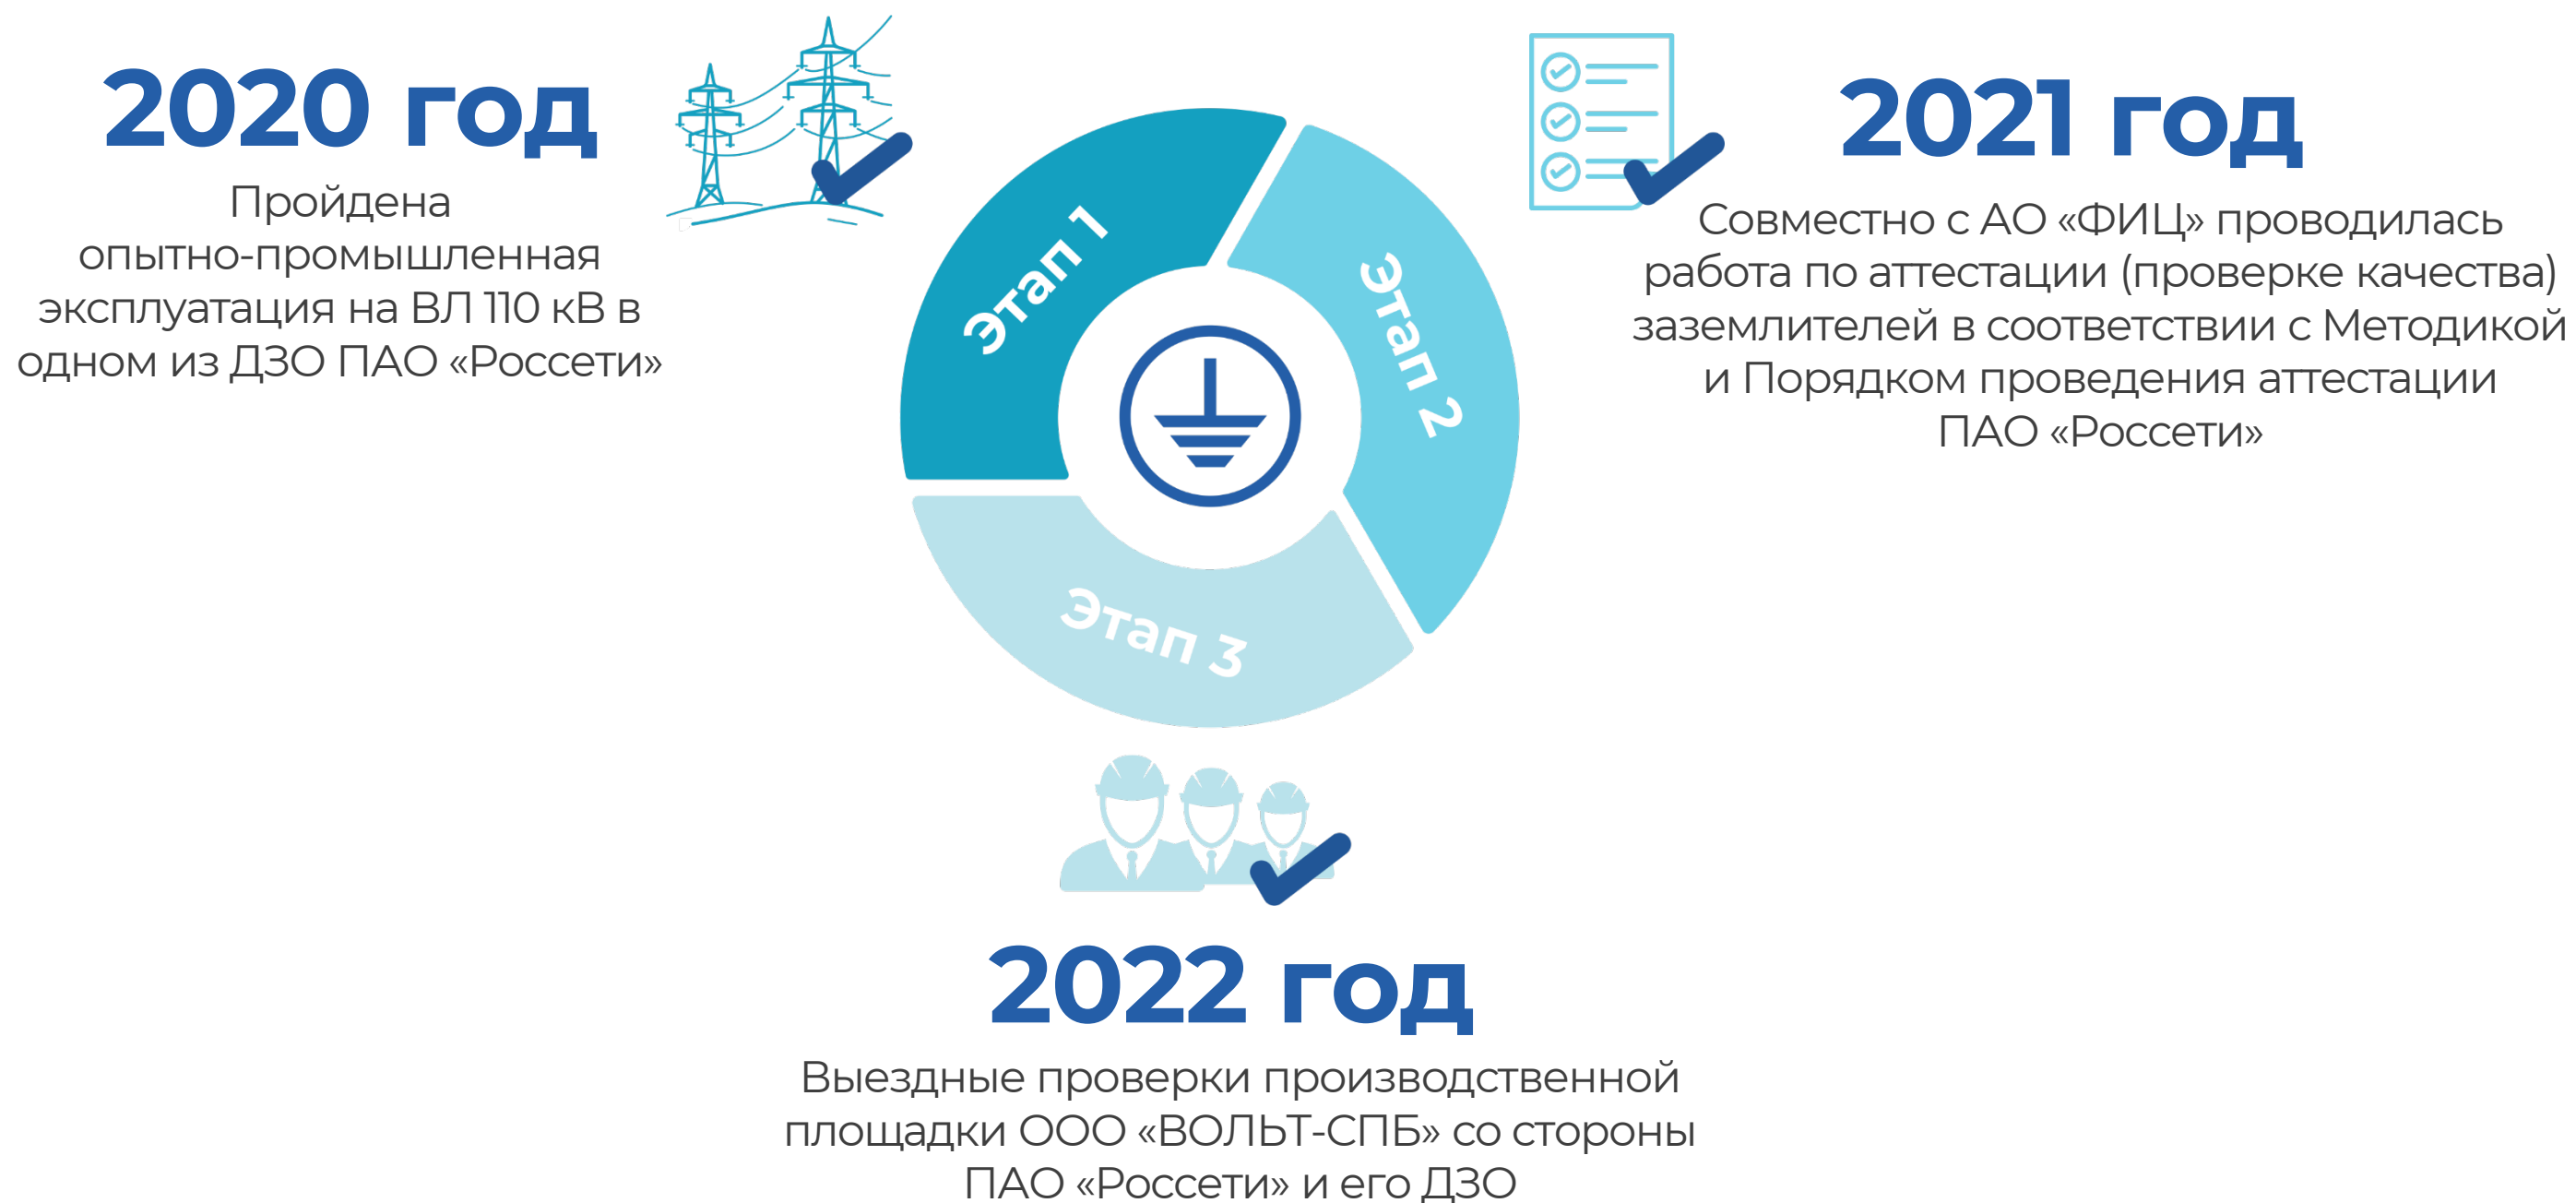 2020 год
Пройдена
опытно-промышленная
эксплуатация на ВЛ 110 кВ в
одном из ДЗО ПАО «Россети»
Этап 1
Этап 2
Этап 3
2021 год
Совместно с АО «ФИЦ» проводилась
работа по аттестации (проверке качества)
заземлителей в соответствии с Методикой
и Порядком проведения аттестации
ПАО «Россети»
2022 год
Выездные проверки производственной
площадки ООО «ВОЛЬТ-СПБ» со стороны
ПАО «Россети» и его ДЗО